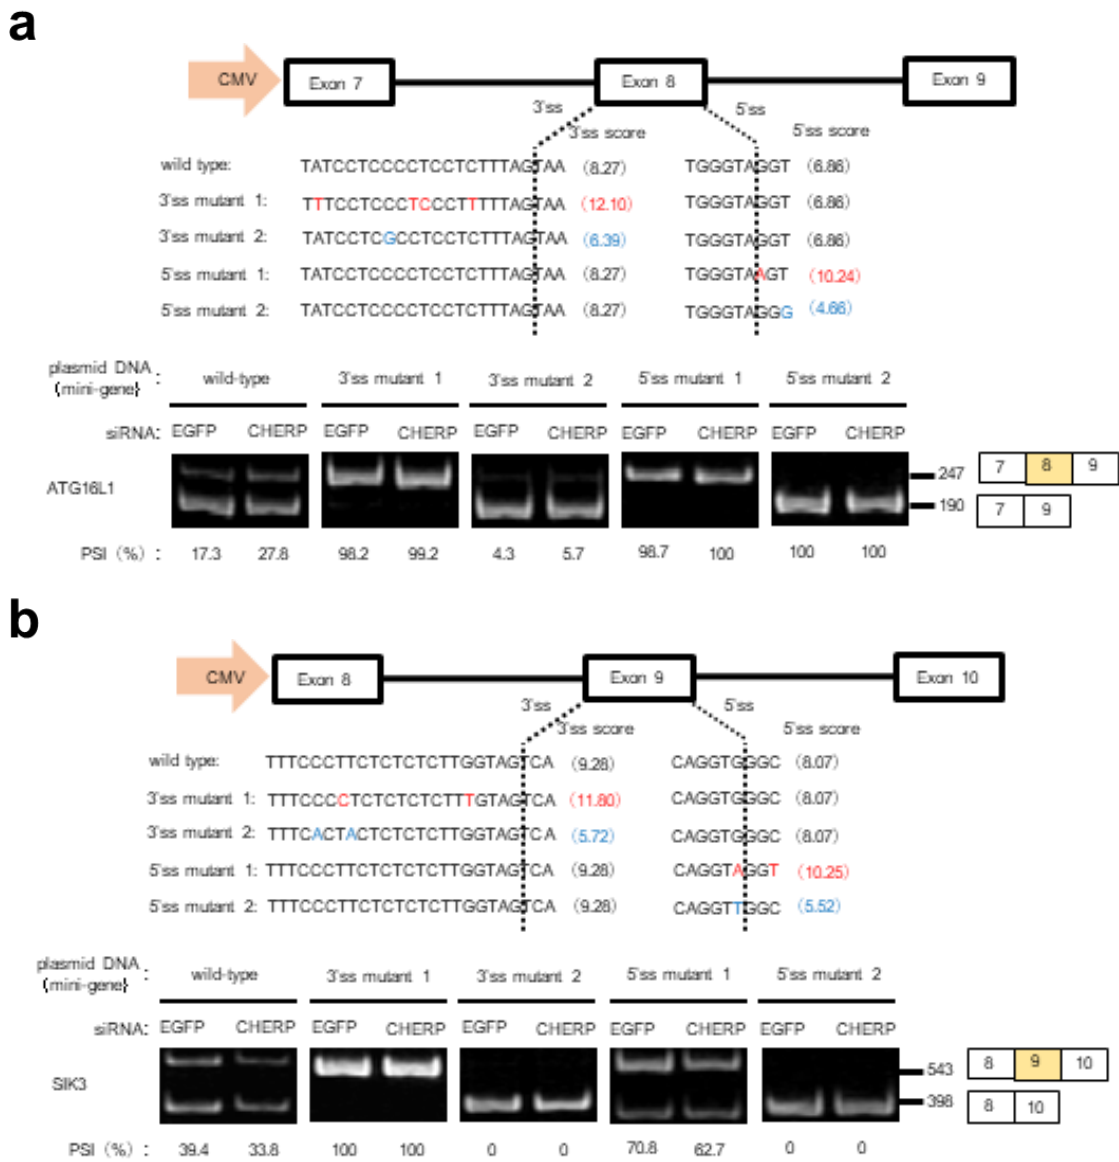 a
CMV
Exon 7
Exon 8
Exon 9
3'ss
5'ss
3'ss score
5'ss score
wild type: TATCCTCCCCTCCTCTTTAGTAA (8.27) TGGGTAGGT (6.86)
3'ss mutant 1: TTTCCTCCCTCCCTTTTTAGTAA (12.10) TGGGTAGGT (6.86)
3'ss mutant 2: TATCCTCGCCTCCTCTTTAGTAA (6.39) TGGGTAGGT (6.86)
5'ss mutant 1: TATCCTCCCCTCCTCTTTAGTAA (8.27) TGGGTAAGT (10.24)
5'ss mutant 2: TATCCTCCCCTCCTCTTTAGTAA (8.27) TGGGTAGGG (4.66)
plasmid DNA
(mini-gene) : wild-type 3'ss mutant 1 3'ss mutant 2 5'ss mutant 1 5'ss mutant 2
siRNA: EGFP CHERP EGFP CHERP EGFP CHERP EGFP CHERP EGFP CHERP
ATG16L1
247 7 8 9
190 7 9
PSI (%) : 17.3 27.8 98.2 99.2 4.3 5.7 98.7 100 100 100
b
CMV
Exon 8
Exon 9
Exon 10
3'ss
5'ss
3'ss score
5'ss score
wild type: TTTCCCTTCTCTCTCTTGGTAGTCA (9.28) CAGGTGGGC (8.07)
3'ss mutant 1: TTTCCCCTCTCTCTCTTTGTAGTCA (11.80) CAGGTGGGC (8.07)
3'ss mutant 2: TTTCACTACTCTCTCTTGGTAGTCA (5.72) CAGGTGGGC (8.07)
5'ss mutant 1: TTTCCCTTCTCTCTCTTGGTAGTCA (9.28) CAGGTAGGT (10.25)
5'ss mutant 2: TTTCCCTTCTCTCTCTTGGTAGTCA (9.28) CAGGTTGGC (5.52)
plasmid DNA
(mini-gene) : wild-type 3'ss mutant 1 3'ss mutant 2 5'ss mutant 1 5'ss mutant 2
siRNA: EGFP CHERP EGFP CHERP EGFP CHERP EGFP CHERP EGFP CHERP
SIK3
543 8 9 10
398 8 10
PSI (%) : 39.4 33.8 100 100 0 0 70.8 62.7 0 0